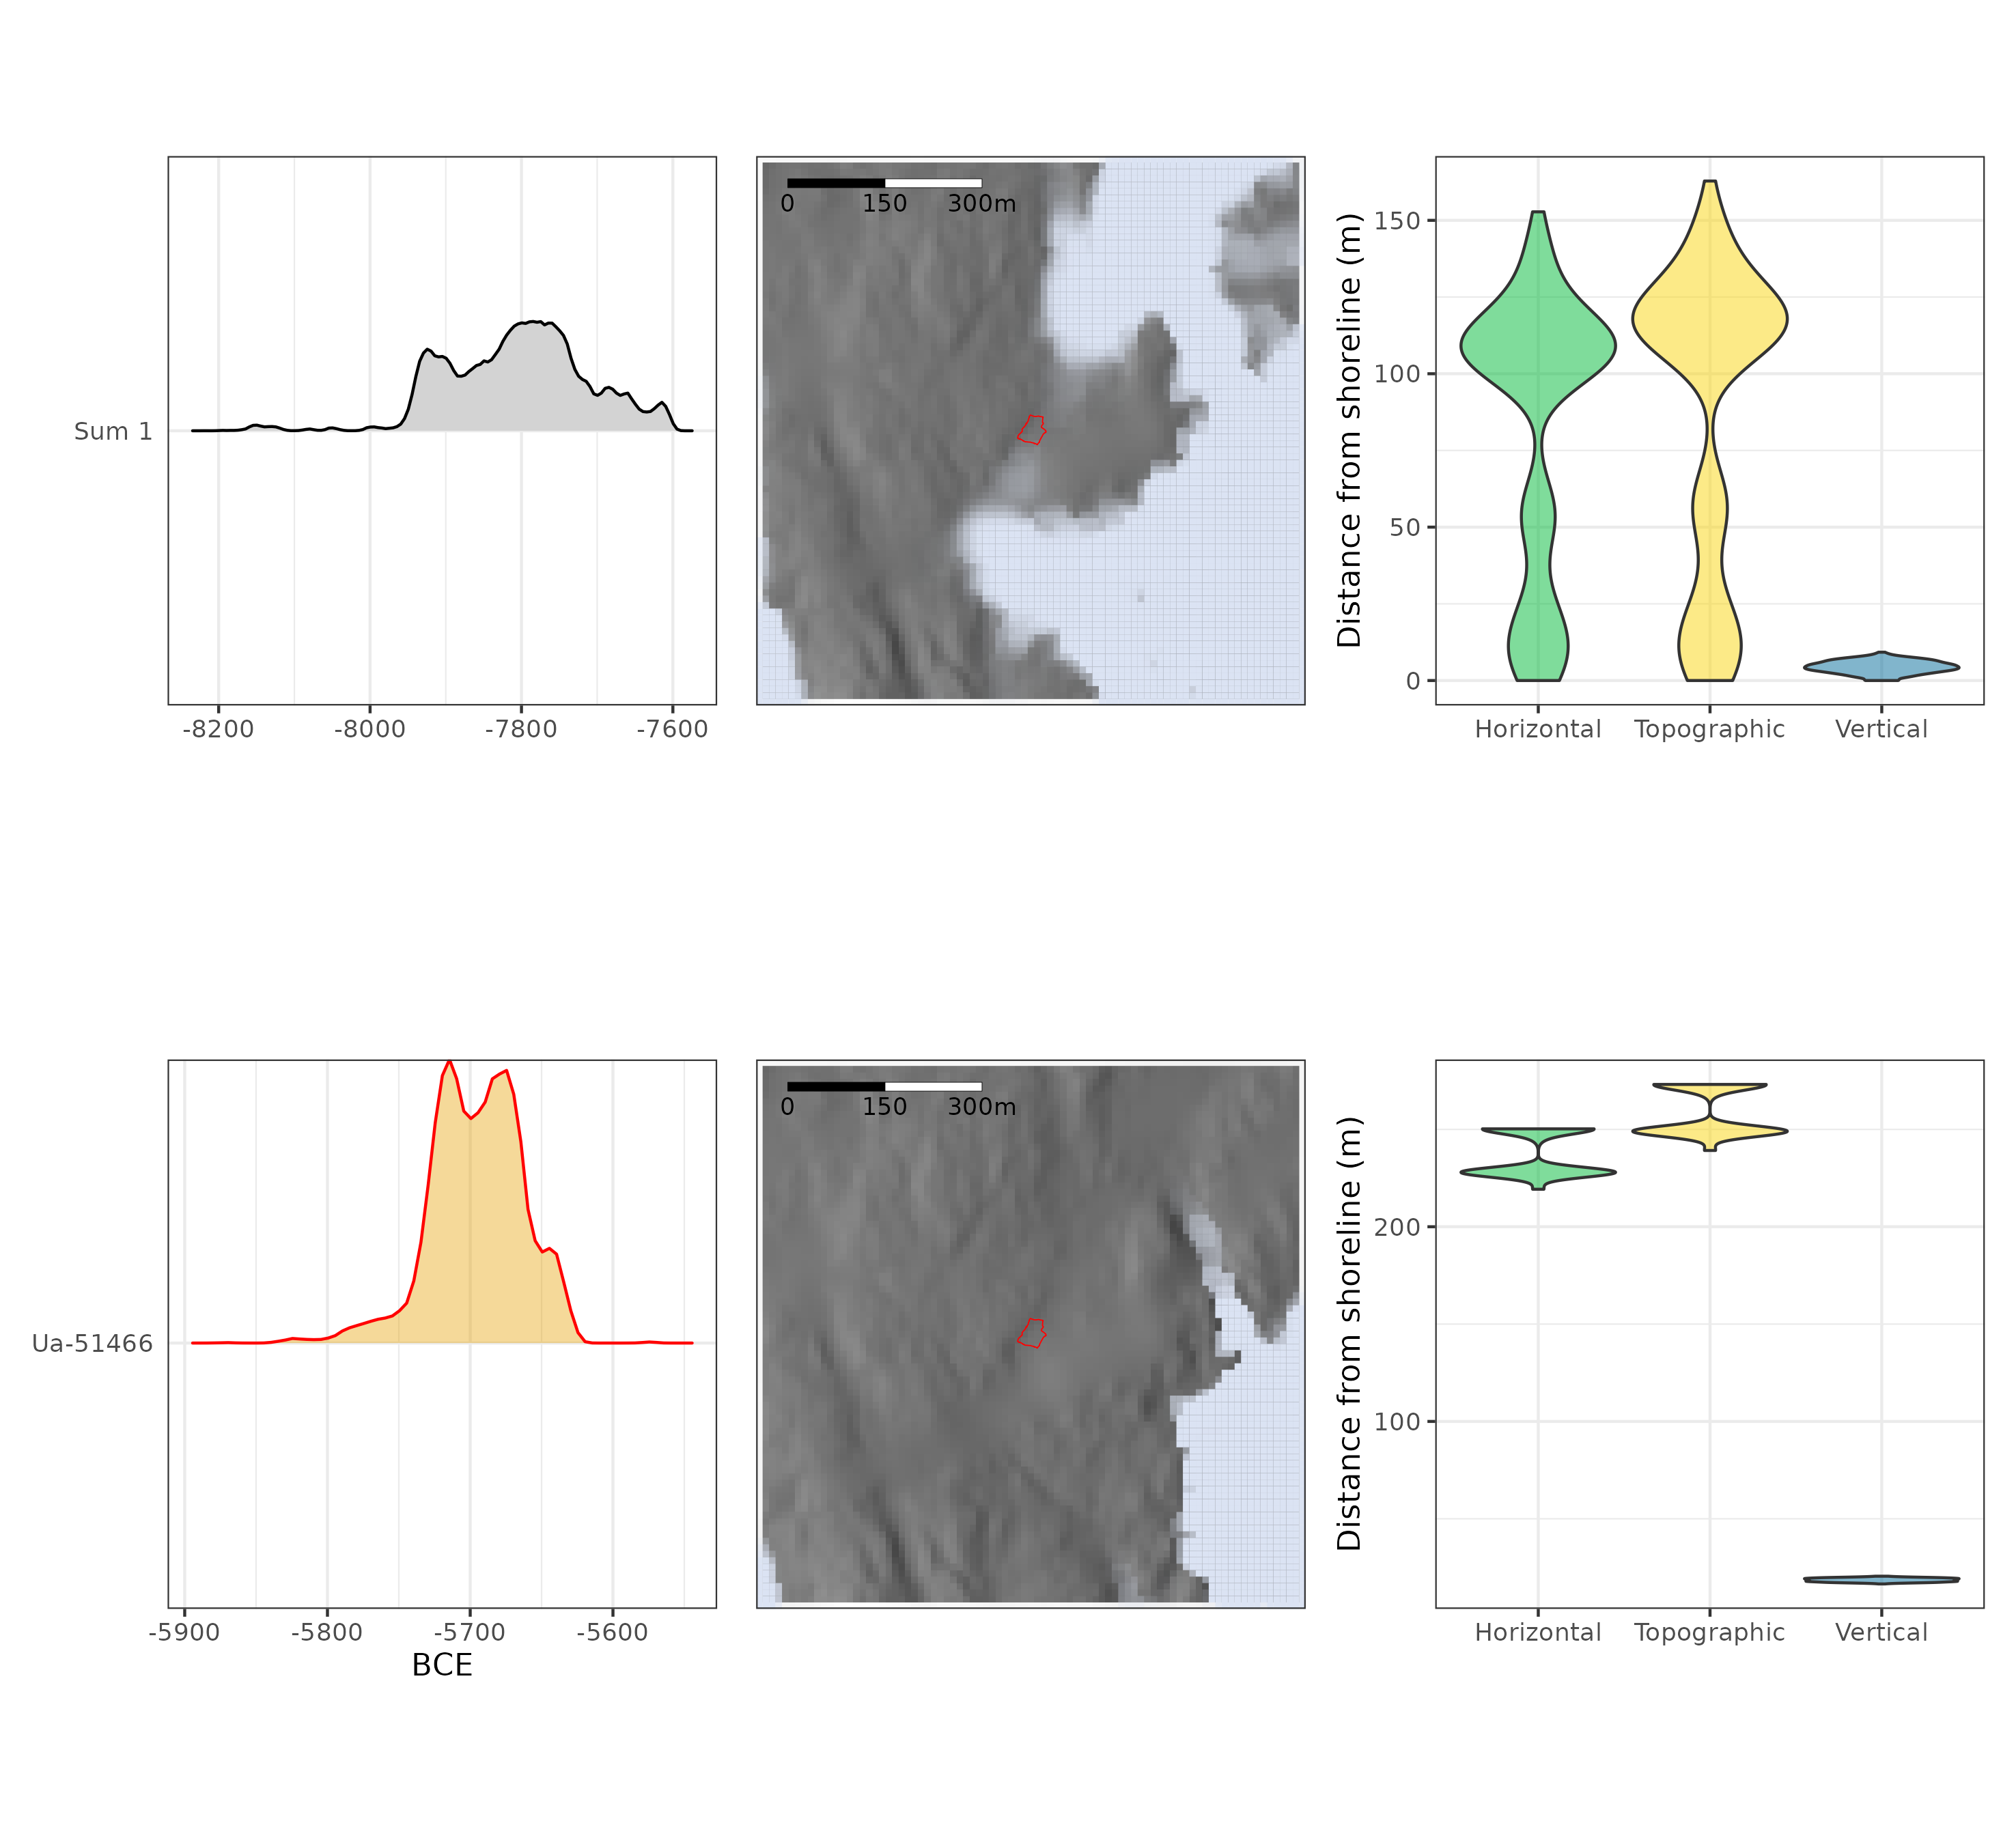 Sum 1
-8200 -8000 -7800 -7600
0 150 300m
Distance from shoreline (m)
150
100
50
0
Horizontal Topographic Vertical
Ua-51466
-5900 -5800 -5700 -5600
BCE
0 150 300m
Distance from shoreline (m)
200
100
Horizontal Topographic Vertical